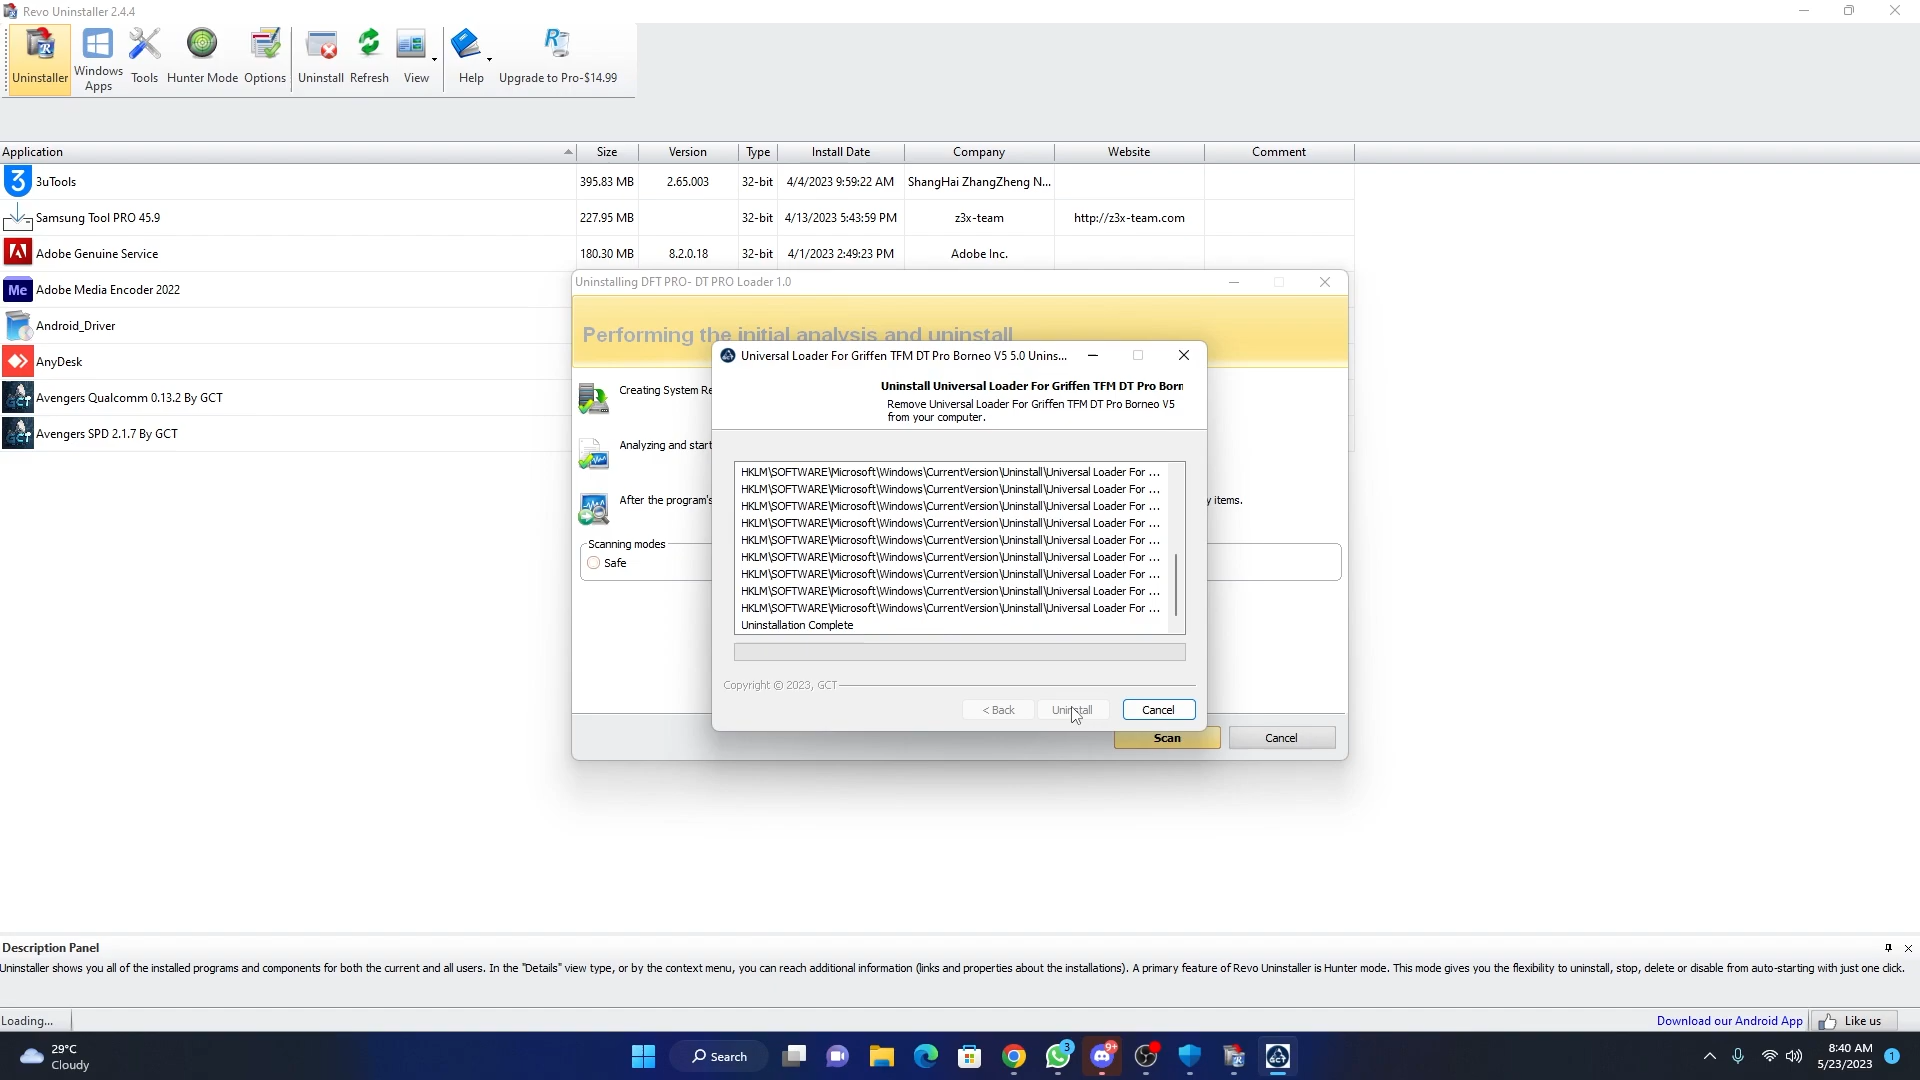 Revo Uninstaller 2.4.4
Uninstaller
Windows Apps
Tools
Hunter Mode
Options
Uninstall
Refresh
View
Help
Upgrade to Pro-$14.99
Application Size Version Type Install Date Company Website Comment
3uTools 395.83 MB 2.65.003 32-bit 4/4/2023 9:59:22 AM ShangHai ZhangZheng N...
Samsung Tool PRO 45.9 227.95 MB 32-bit 4/13/2023 5:43:59 PM z3x-team http://z3x-team.com
Adobe Genuine Service 180.30 MB 8.2.0.18 32-bit 4/1/2023 2:49:23 PM Adobe Inc.
Adobe Media Encoder 2022
Android_Driver
AnyDesk
Avengers Qualcomm 0.13.2 By GCT
Avengers SPD 2.1.7 By GCT
Uninstalling DFT PRO- DT PRO Loader 1.0
Performing the initial analysis and uninstall
Creating System Re
Analyzing and start
After the program's
y items.
Scanning modes
Safe
Scan
Cancel
Universal Loader For Griffen TFM DT Pro Borneo V5 5.0 Unins...
Uninstall Universal Loader For Griffen TFM DT Pro Born
Remove Universal Loader For Griffen TFM DT Pro Borneo V5
from your computer.
HKLM\SOFTWARE\Microsoft\Windows\CurrentVersion\Uninstall\Universal Loader For ...
HKLM\SOFTWARE\Microsoft\Windows\CurrentVersion\Uninstall\Universal Loader For ...
HKLM\SOFTWARE\Microsoft\Windows\CurrentVersion\Uninstall\Universal Loader For ...
HKLM\SOFTWARE\Microsoft\Windows\CurrentVersion\Uninstall\Universal Loader For ...
HKLM\SOFTWARE\Microsoft\Windows\CurrentVersion\Uninstall\Universal Loader For ...
HKLM\SOFTWARE\Microsoft\Windows\CurrentVersion\Uninstall\Universal Loader For ...
HKLM\SOFTWARE\Microsoft\Windows\CurrentVersion\Uninstall\Universal Loader For ...
HKLM\SOFTWARE\Microsoft\Windows\CurrentVersion\Uninstall\Universal Loader For ...
HKLM\SOFTWARE\Microsoft\Windows\CurrentVersion\Uninstall\Universal Loader For ...
Uninstallation Complete
Copyright © 2023, GCT
< Back
Uninstall
Cancel
Description Panel
Uninstaller shows you all of the installed programs and components for both the current and all users. In the "Details" view type, or by the context menu, you can reach additional information (links and properties about the installations). A primary feature of Revo Uninstaller is Hunter mode. This mode gives you the flexibility to uninstall, stop, delete or disable from auto-starting with just one click.
Loading...
Download our Android App
Like us
29°C
Cloudy
Search
3
9+
GCT
8:40 AM
5/23/2023
1